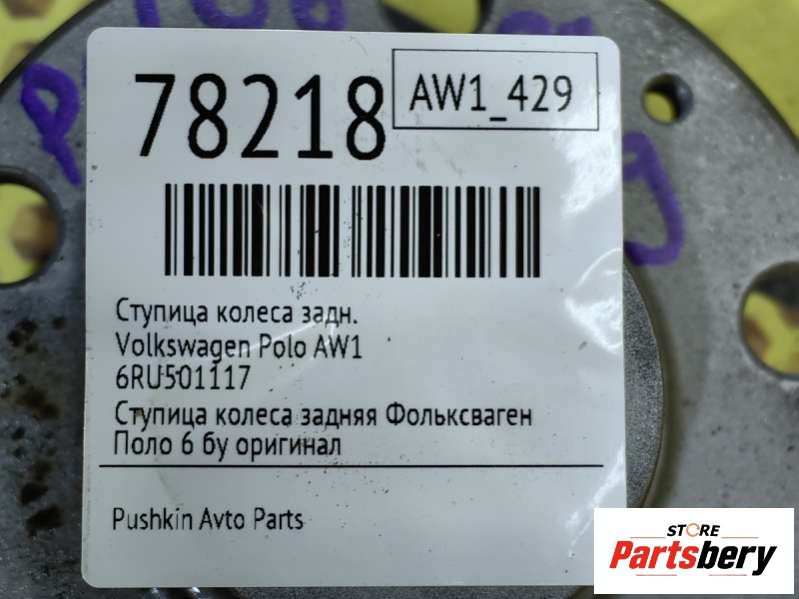 78218
AW1_429
Ступица колеса задн.
Volkswagen Polo AW1
6RU501117
Ступица колеса задняя Фольксваген
Поло 6 бу оригинал
Pushkin Avto Parts
STORE
Partsbery